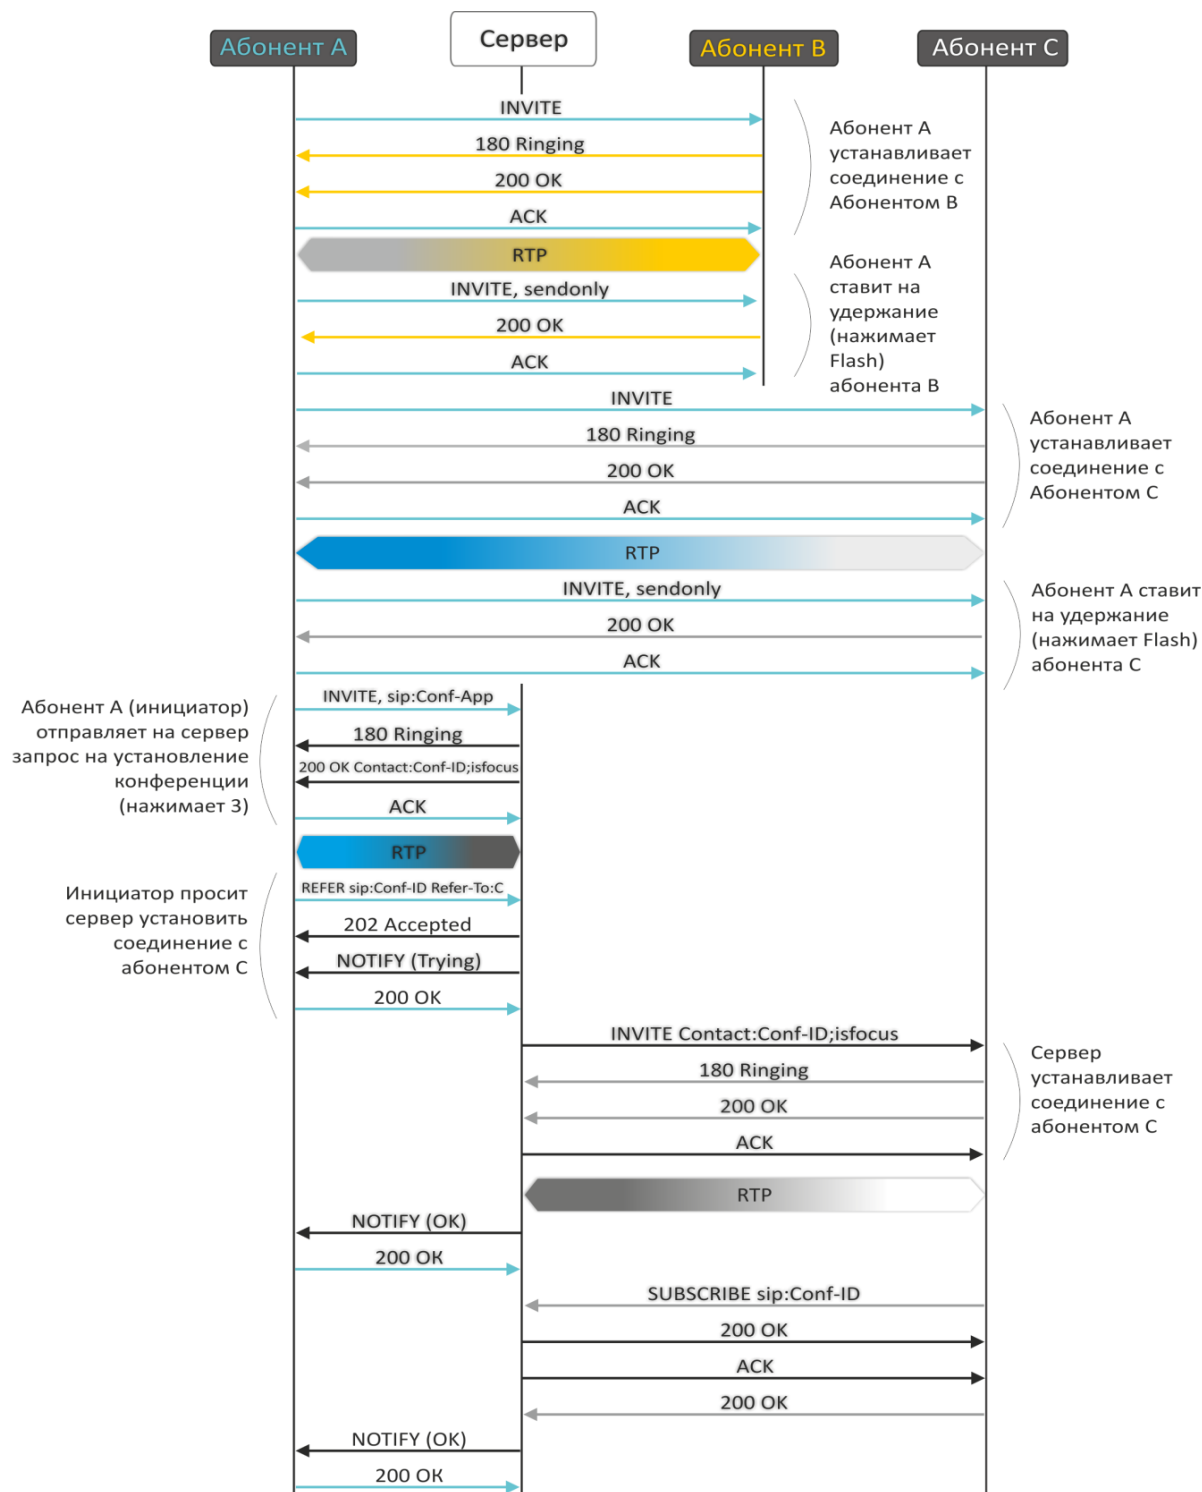 Абонент А
Сервер
Абонент В
Абонент С
INVITE
180 Ringing
200 OK
ACK
RTP
Абонент А
устанавливает
соединение с
Абонентом В
INVITE, sendonly
200 OK
ACK
Абонент А
ставит на
удержание
(нажимает
Flash)
абонента В
INVITE
180 Ringing
200 OK
ACK
RTP
Абонент А
устанавливает
соединение с
Абонентом С
INVITE, sendonly
200 OK
ACK
Абонент А ставит
на удержание
(нажимает Flash)
абонента С
Абонент А (инициатор)
отправляет на сервер
запрос на установление
конференции
(нажимает 3)
INVITE, sip:Conf-App
180 Ringing
200 OK Contact:Conf-ID;isfocus
ACK
RTP
Инициатор просит
сервер установить
соединение с
абонентом С
REFER sip:Conf-ID Refer-To:C
202 Accepted
NOTIFY (Trying)
200 OK
INVITE Contact:Conf-ID;isfocus
180 Ringing
200 OK
ACK
Сервер
устанавливает
соединение с
абонентом С
RTP
NOTIFY (OK)
200 OK
SUBSCRIBE sip:Conf-ID
200 OK
ACK
200 OK
NOTIFY (OK)
200 OK